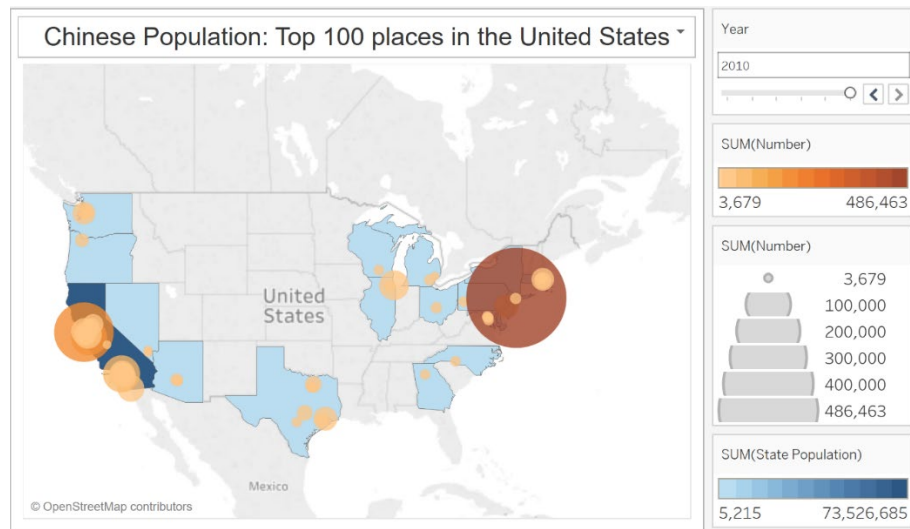 Chinese Population: Top 100 places in the United States
Year
2010
SUM(Number)
3,679 486,463
SUM(Number)
3,679
100,000
200,000
300,000
400,000
486,463
SUM(State Population)
5,215 73,526,685
United
States
Mexico
© OpenStreetMap contributors